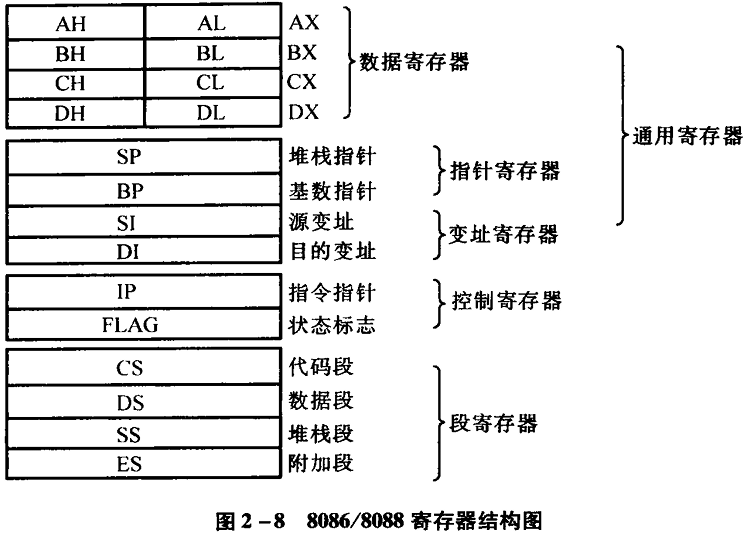 AH AL AX
BH BL BX
CH CL CX
DH DL DX
数据寄存器
SP 堆栈指针
BP 基数指针
指针寄存器
SI 源变址
DI 目的变址
变址寄存器
通用寄存器
IP 指令指针
FLAG 状态标志
控制寄存器
CS 代码段
DS 数据段
SS 堆栈段
ES 附加段
段寄存器
图2-8 8086/8088寄存器结构图